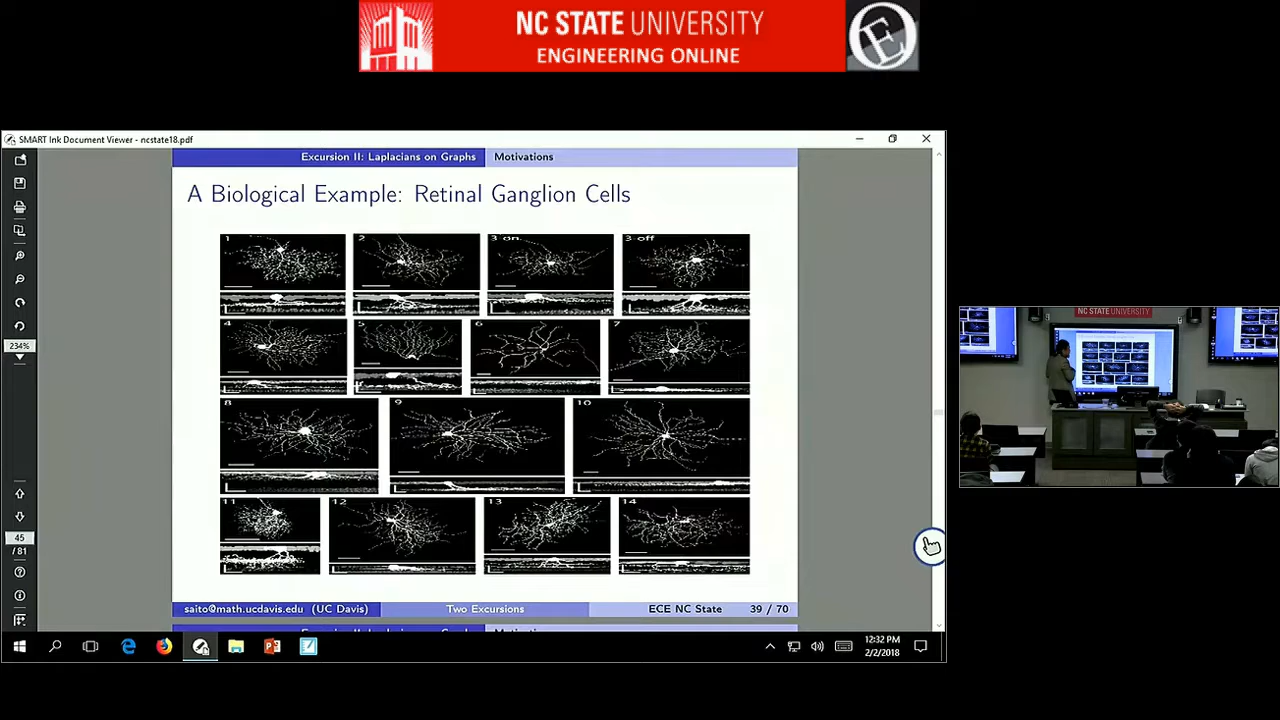 NC STATE UNIVERSITY
ENGINEERING ONLINE
SMART Ink Document Viewer - ncstate18.pdf
Excursion II: Laplacians on Graphs Motivations
A Biological Example: Retinal Ganglion Cells
1 2 3 on 3 off
4 5 6 7
8 9 10
11 12 13 14
234%
45
/ 81
saito@math.ucdavis.edu (UC Davis) Two Excursions ECE NC State 39 / 70
12:32 PM
2/2/2018
NC STATE UNIVERSITY